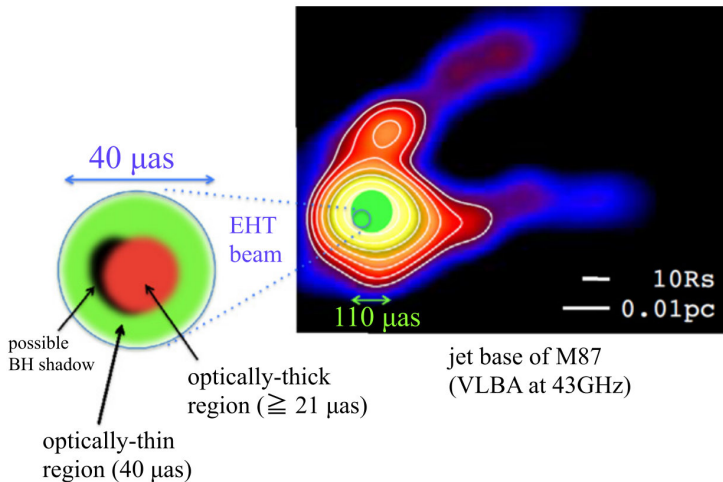 40 μas
EHT
beam
possible
BH shadow
optically-thick
region (≧ 21 μas)
optically-thin
region (40 μas)
110 μas
10Rs
0.01pc
jet base of M87
(VLBA at 43GHz)